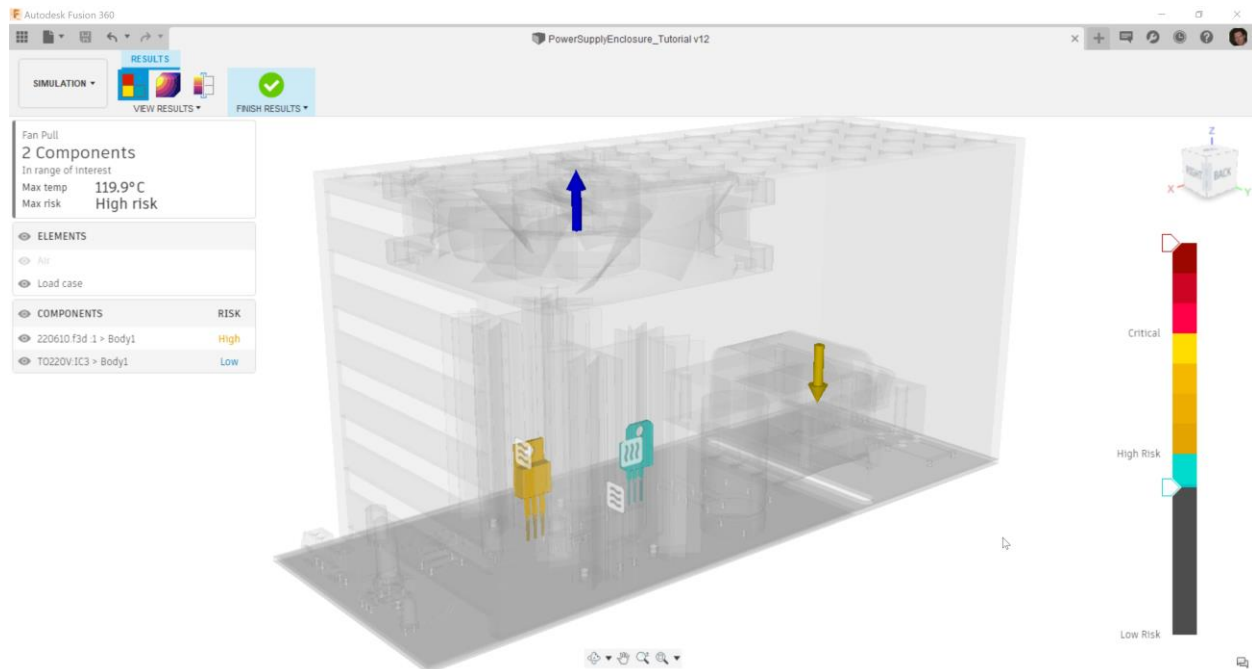 Autodesk Fusion 360
PowerSupplyEnclosure_Tutorial v12
RESULTS
SIMULATION
VIEW RESULTS
FINISH RESULTS
Fan Pull
2 Components
In range of interest
Max temp 119.9°C
Max risk High risk
ELEMENTS
Air
Load case
COMPONENTS RISK
220610.f3d :1 > Body1 High
TO220V:IC3 > Body1 Low
Z
RIGHT BACK
X Y
Critical
High Risk
Low Risk